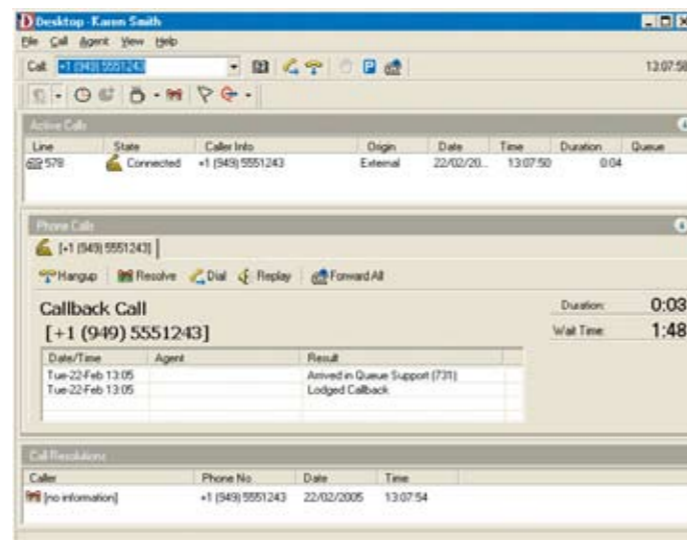 Desktop - Karen Smith
File Call Agent View Help
Call: +1 (949) 5551243 13:07:58
Active Calls
Line State Caller Info Origin Date Time Duration Queue
578 Connected +1 (949) 5551243 External 22/02/20... 13:07:50 0:04
Phone Calls
[+1 (949) 5551243]
Hangup Resolve Dial Replay Forward All
Callback Call Duration: 0:03
[+1 (949) 5551243] Wait Time: 1:48
Date/Time Agent Result
Tue-22-Feb 13:05 Arrived in Queue Support (731)
Tue-22-Feb 13:05 Lodged Callback
Call Resolutions
Caller Phone No Date Time
[no information] +1 (949) 5551243 22/02/2005 13:07:54